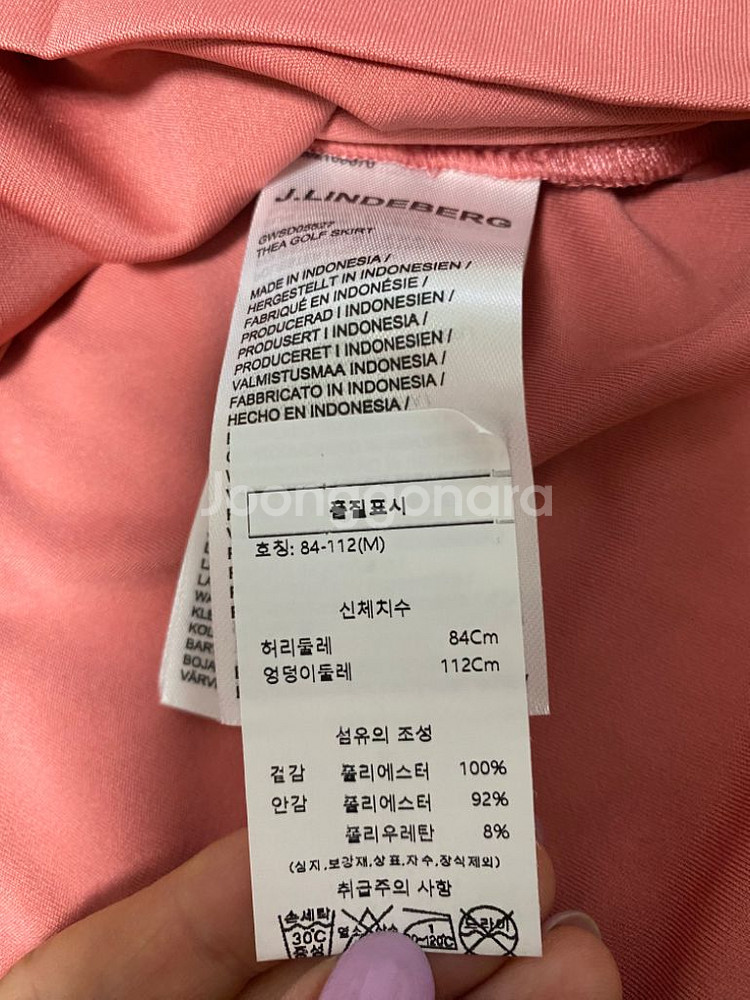 J.LINDEBERG
GWSD05527
THEA GOLF SKIRT
MADE IN INDONESIA /
HERGESTELLT IN INDONESIEN /
FABRIQUÉ EN INDONÉSIE /
PRODUCERAD I INDONESIEN /
PRODUSERT I INDONESIA /
PRODUCERET I INDONESIEN /
VALMISTUSMAA INDONESIA /
FABBRICATO IN INDONESIA /
HECHO EN INDONESIA /
Joonggonara
품질표시
호칭: 84-112(M)
신체치수
허리둘레 84Cm
엉덩이둘레 112Cm
섬유의 조성
겉감 폴리에스터 100%
안감 폴리에스터 92%
폴리우레탄 8%
(심지,보강재,상표,자수,장식제외)
취급주의 사항
손세탁
30℃
중성
드라이